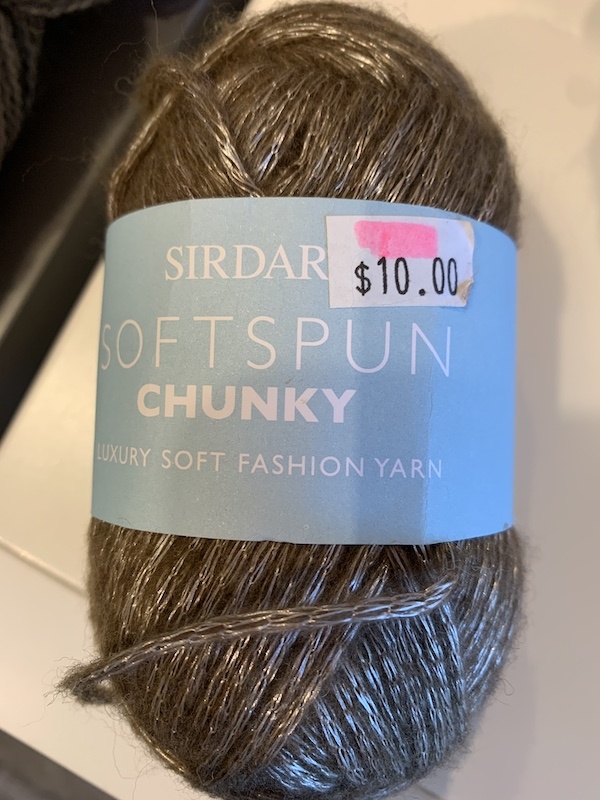 SIRDAR
$10.00
SOFTSPUN
CHUNKY
LUXURY SOFT FASHION YARN